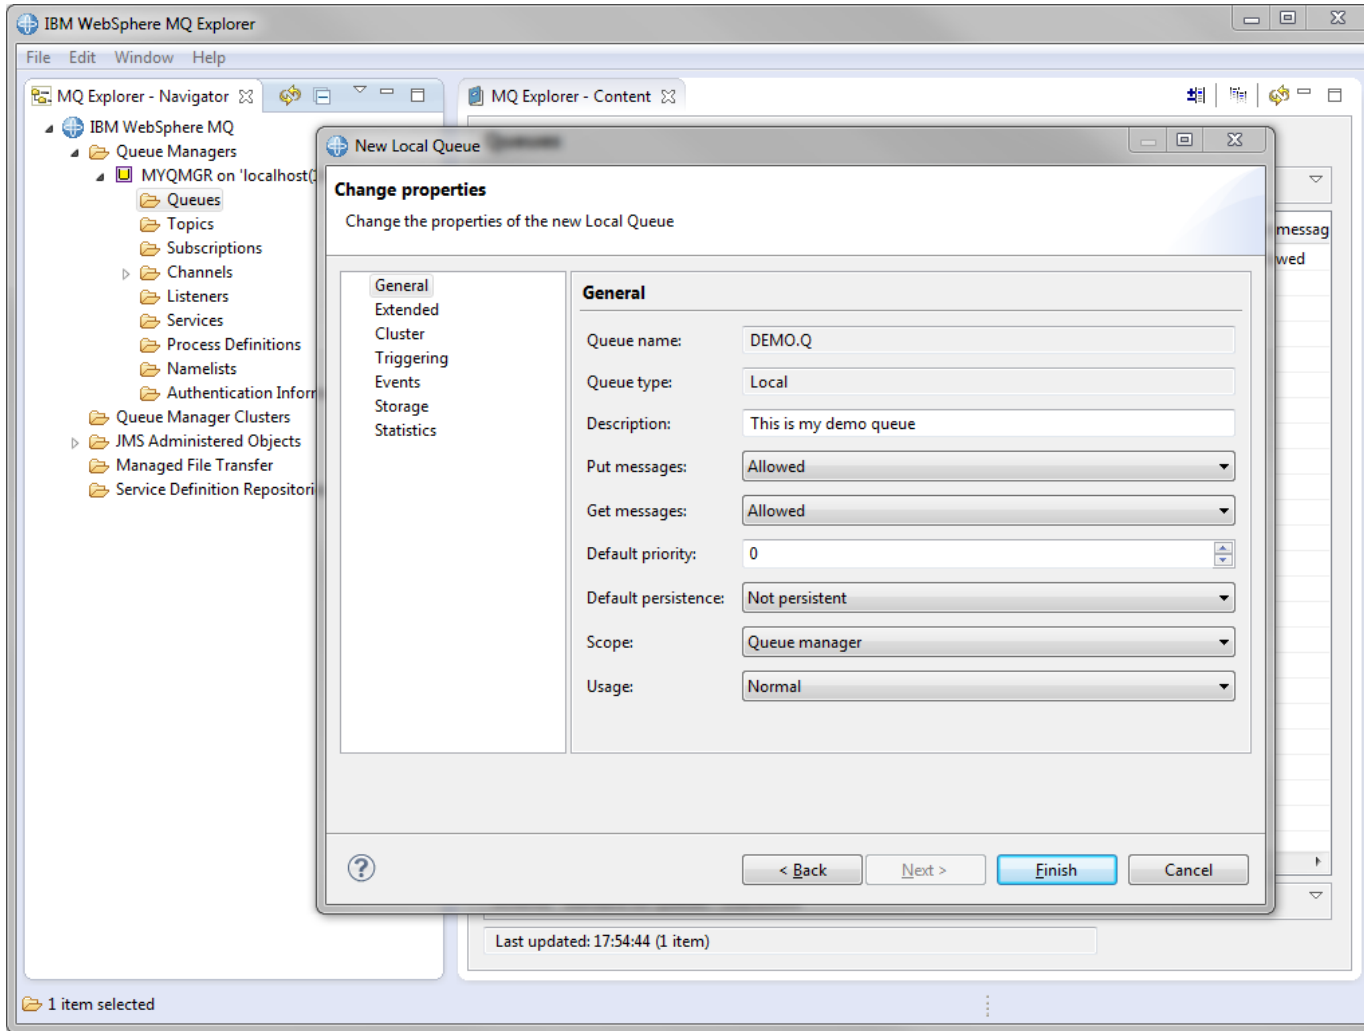 IBM WebSphere MQ Explorer
File Edit Window Help
MQ Explorer - Navigator
IBM WebSphere MQ
Queue Managers
MYQMGR on 'localhost(
Queues
Topics
Subscriptions
Channels
Listeners
Services
Process Definitions
Namelists
Authentication Inforr
Queue Manager Clusters
JMS Administered Objects
Managed File Transfer
Service Definition Repositori
MQ Explorer - Content
messag
wed
New Local Queue
Queues
Change properties
Change the properties of the new Local Queue
General
Extended
Cluster
Triggering
Events
Storage
Statistics
General
Queue name: DEMO.Q
Queue type: Local
Description: This is my demo queue
Put messages: Allowed
Get messages: Allowed
Default priority: 0
Default persistence: Not persistent
Scope: Queue manager
Usage: Normal
?
< Back
Next >
Finish
Cancel
Last updated: 17:54:44 (1 item)
1 item selected